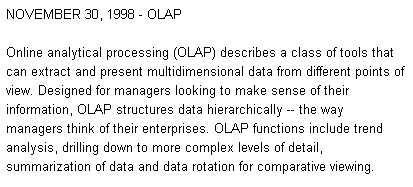 NOVEMBER 30, 1998 - OLAP
Online analytical processing (OLAP) describes a class of tools that
can extract and present multidimensional data from different points of
view. Designed for managers looking to make sense of their
information, OLAP structures data hierarchically -- the way
managers think of their enterprises. OLAP functions include trend
analysis, drilling down to more complex levels of detail,
summarization of data and data rotation for comparative viewing.